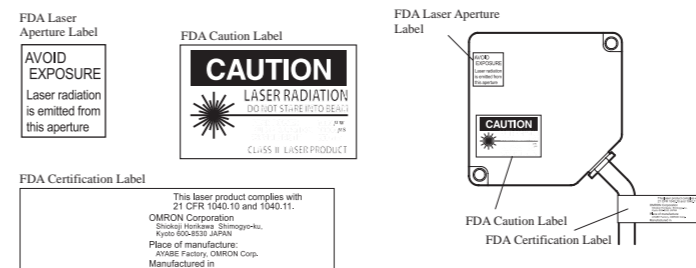 FDA Laser
Aperture Label
AVOID
EXPOSURE
Laser radiation
is emitted from
this aperture
FDA Caution Label
CAUTION
LASER RADIATION
DO NOT STARE INTO BEAM
CLASS II LASER PRODUCT
FDA Certification Label
This laser product complies with
21 CFR 1040.10 and 1040.11.
OMRON Corporation
Shiokoji Horikawa Shimogyo-ku,
Kyoto 600-8530 JAPAN
Place of manufacture:
AYABE Factory, OMRON Corp.
Manufactured in
FDA Laser Aperture
Label
AVOID
EXPOSURE
Laser radiation
is emitted from
this aperture
CAUTION
FDA Caution Label
FDA Certification Label